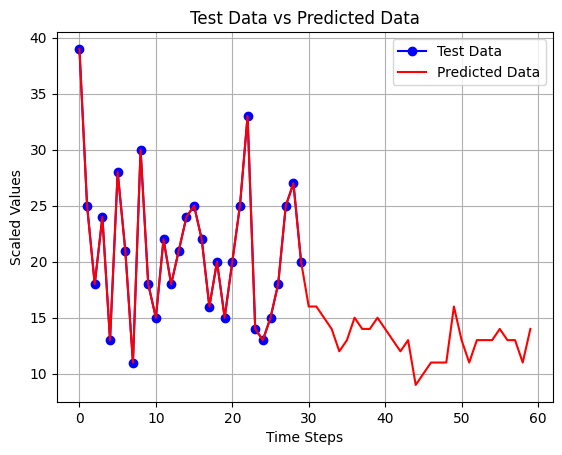 Test Data vs Predicted Data
Test Data
Predicted Data
Scaled Values
40
35
30
25
20
15
10
0 10 20 30 40 50 60
Time Steps